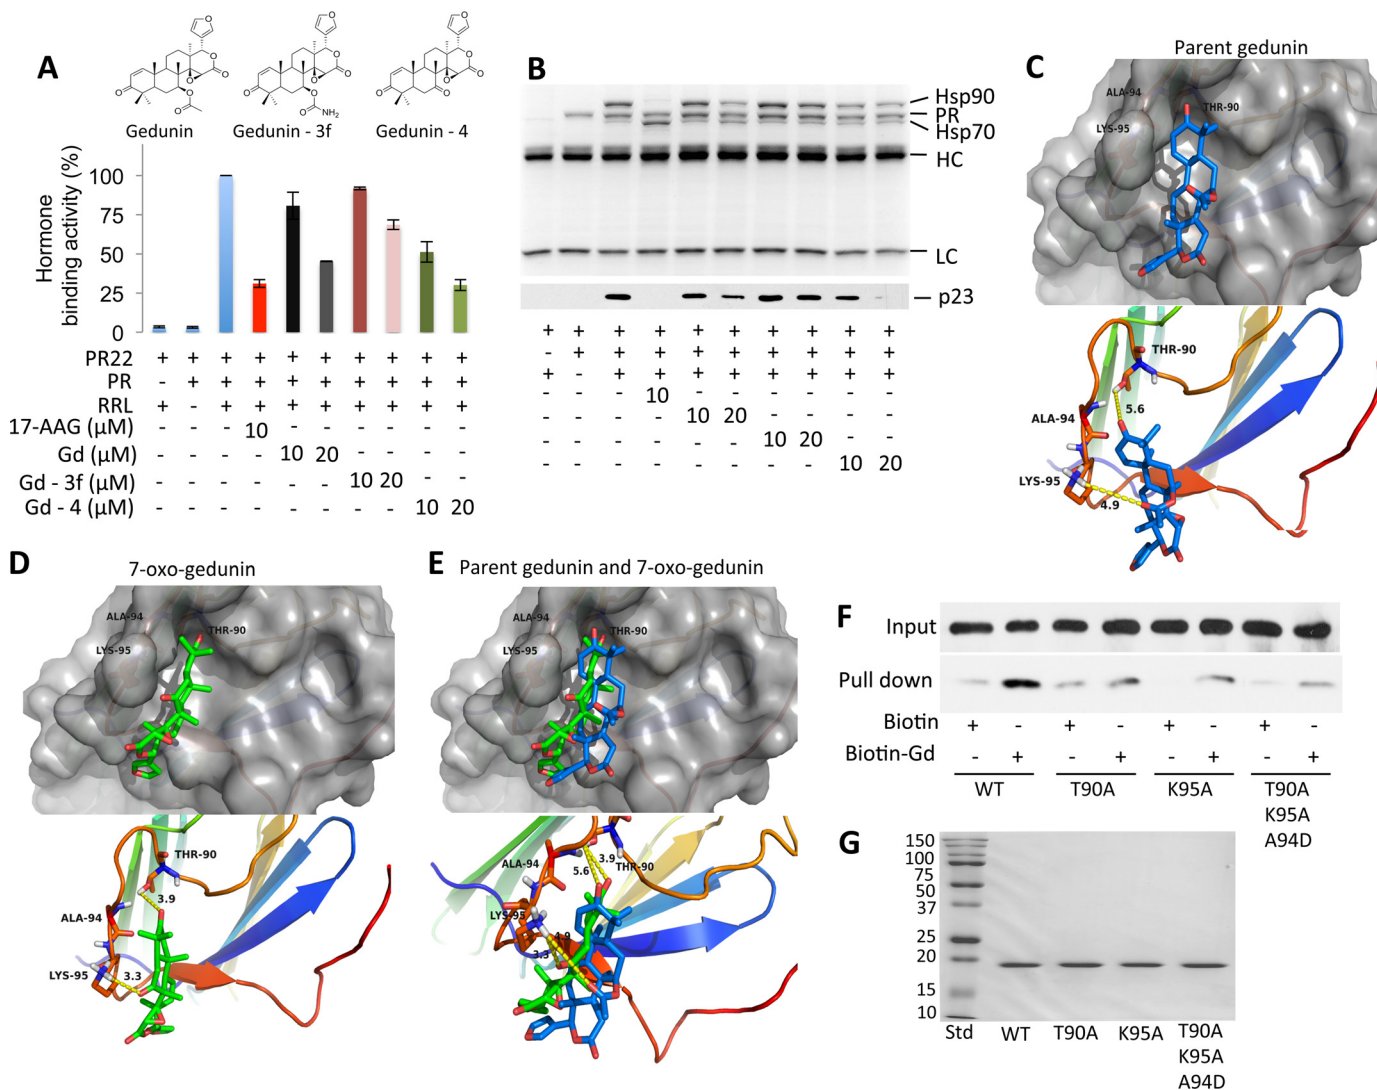 A
Gedunin
Gedunin - 3f
Gedunin - 4
O
NH₂
Hormone
binding activity (%)
100
75
50
25
0
PR22 + + + + + + + + + +
PR - + + + + + + + + +
RRL + - + + + + + + + +
17-AAG (µM) - - - 10 - - - - - -
Gd (µM) - - - - 10 20 - - - -
Gd - 3f (µM) - - - - - - 10 20 - -
Gd - 4 (µM) - - - - - - - - 10 20
B
Hsp90
PR
Hsp70
HC
LC
p23
+ + + + + + + + + +
- + + + + + + + + +
+ - + + + + + + + +
- - - 10 - - - - - -
- - - - 10 20 - - - -
- - - - - - 10 20 - -
- - - - - - - - 10 20
C
Parent gedunin
ALA-94
THR-90
LYS-95
THR-90
5.6
ALA-94
LYS-95
4.9
D
7-oxo-gedunin
ALA-94
THR-90
LYS-95
THR-90
3.9
ALA-94
LYS-95
3.3
E
Parent gedunin and 7-oxo-gedunin
ALA-94
THR-90
LYS-95
ALA-94
3.9
5.6
THR-90
LYS-95
4.9
3.3
F
Input
Pull down
Biotin + - + - + - + -
Biotin-Gd - + - + - + - +
WT
T90A
K95A
T90A
K95A
A94D
G
150
100
75
50
37
25
20
15
10
Std
WT
T90A
K95A
T90A
K95A
A94D